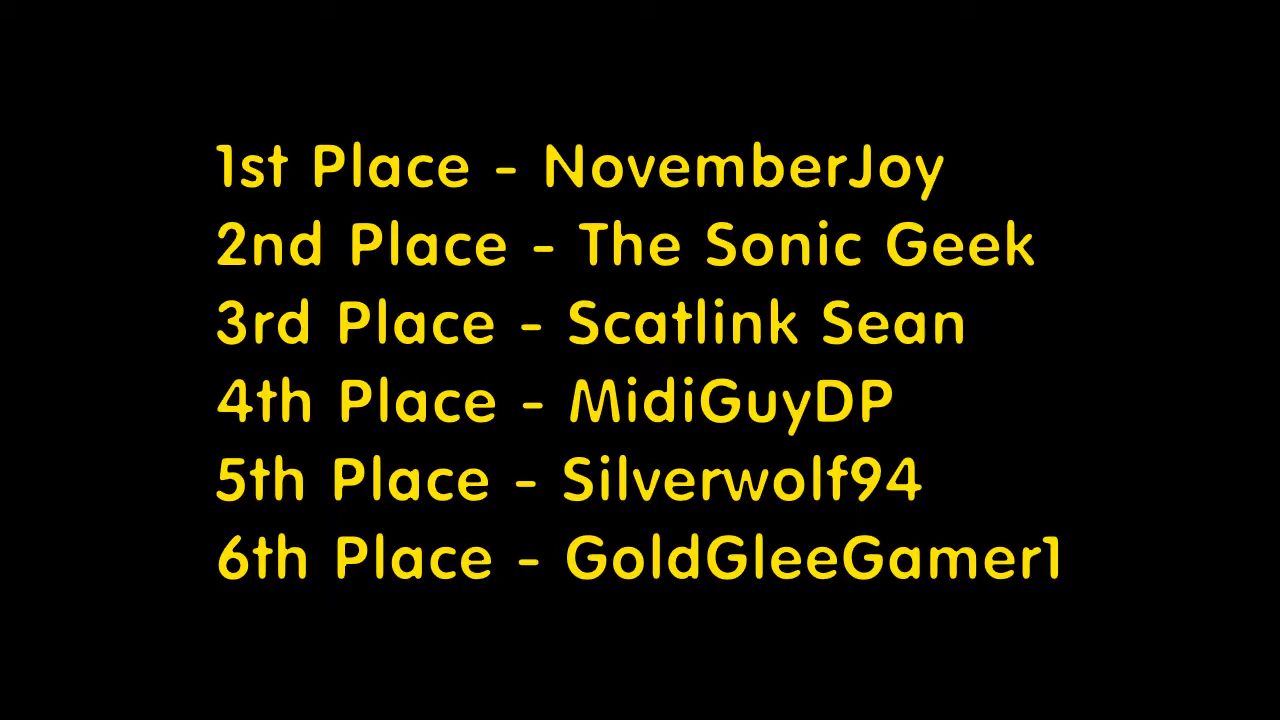 1st Place - NovemberJoy
2nd Place - The Sonic Geek
3rd Place - Scatlink Sean
4th Place - MidiGuyDP
5th Place - Silverwolf94
6th Place - GoldGleeGamer1